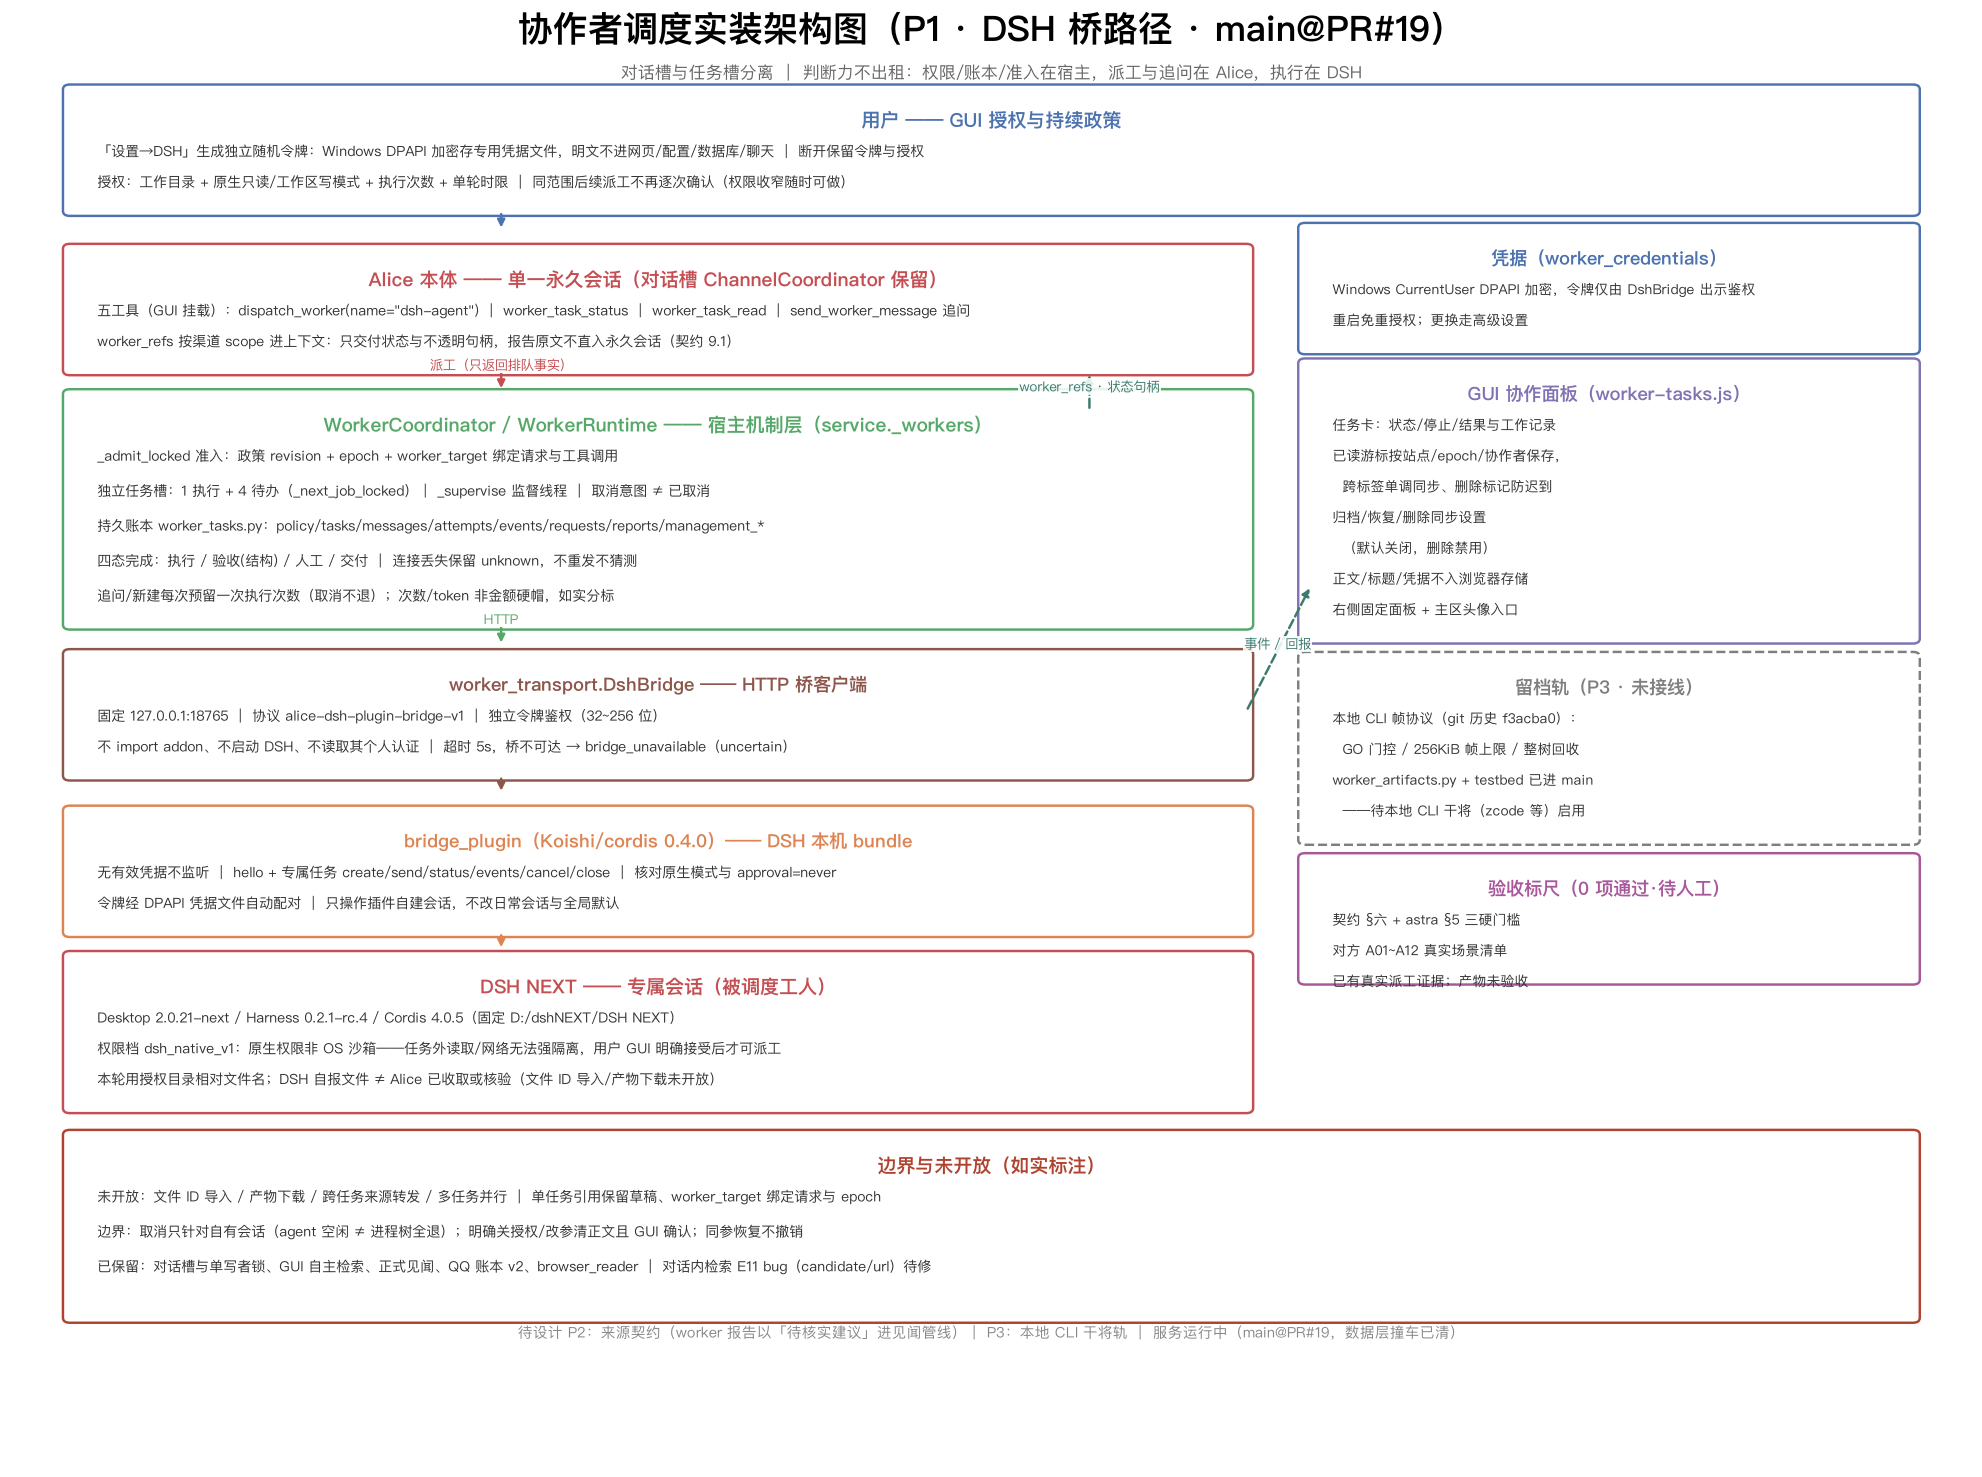 协作者调度实装架构图（P1 · DSH 桥路径 · main@PR#19）
对话槽与任务槽分离 ｜ 判断力不出租：权限/账本/准入在宿主，派工与追问在 Alice，执行在 DSH
用户 —— GUI 授权与持续政策
「设置→DSH」生成独立随机令牌：Windows DPAPI 加密存专用凭据文件，明文不进网页/配置/数据库/聊天 ｜ 断开保留令牌与授权
授权：工作目录 + 原生只读/工作区写模式 + 执行次数 + 单轮时限 ｜ 同范围后续派工不再逐次确认（权限收窄随时可做）
Alice 本体 —— 单一永久会话（对话槽 ChannelCoordinator 保留）
五工具（GUI 挂载）：dispatch_worker(name="dsh-agent") ｜ worker_task_status ｜ worker_task_read ｜ send_worker_message 追问
worker_refs 按渠道 scope 进上下文：只交付状态与不透明句柄，报告原文不直入永久会话（契约 9.1）
派工（只返回排队事实）
worker_refs · 状态句柄
WorkerCoordinator / WorkerRuntime —— 宿主机制层（service._workers）
_admit_locked 准入：政策 revision + epoch + worker_target 绑定请求与工具调用
独立任务槽：1 执行 + 4 待办（_next_job_locked） ｜ _supervise 监督线程 ｜ 取消意图 ≠ 已取消
持久账本 worker_tasks.py：policy/tasks/messages/attempts/events/requests/reports/management_*
四态完成：执行 / 验收(结构) / 人工 / 交付 ｜ 连接丢失保留 unknown，不重发不猜测
追问/新建每次预留一次执行次数（取消不退）；次数/token 非金额硬帽，如实分标
HTTP
worker_transport.DshBridge —— HTTP 桥客户端
固定 127.0.0.1:18765 ｜ 协议 alice-dsh-plugin-bridge-v1 ｜ 独立令牌鉴权（32~256 位）
不 import addon、不启动 DSH、不读取其个人认证 ｜ 超时 5s，桥不可达 → bridge_unavailable（uncertain）
bridge_plugin（Koishi/cordis 0.4.0）—— DSH 本机 bundle
无有效凭据不监听 ｜ hello + 专属任务 create/send/status/events/cancel/close ｜ 核对原生模式与 approval=never
令牌经 DPAPI 凭据文件自动配对 ｜ 只操作插件自建会话，不改日常会话与全局默认
DSH NEXT —— 专属会话（被调度工人）
Desktop 2.0.21-next / Harness 0.2.1-rc.4 / Cordis 4.0.5（固定 D:/dshNEXT/DSH NEXT）
权限档 dsh_native_v1：原生权限非 OS 沙箱——任务外读取/网络无法强隔离，用户 GUI 明确接受后才可派工
本轮用授权目录相对文件名；DSH 自报文件 ≠ Alice 已收取或核验（文件 ID 导入/产物下载未开放）
凭据（worker_credentials）
Windows CurrentUser DPAPI 加密，令牌仅由 DshBridge 出示鉴权
重启免重授权；更换走高级设置
GUI 协作面板（worker-tasks.js）
任务卡：状态/停止/结果与工作记录
已读游标按站点/epoch/协作者保存，
跨标签单调同步、删除标记防迟到
归档/恢复/删除同步设置
（默认关闭，删除禁用）
正文/标题/凭据不入浏览器存储
右侧固定面板 + 主区头像入口
事件 / 回报
留档轨（P3 · 未接线）
本地 CLI 帧协议（git 历史 f3acba0）：
GO 门控 / 256KiB 帧上限 / 整树回收
worker_artifacts.py + testbed 已进 main
——待本地 CLI 干将（zcode 等）启用
验收标尺（0 项通过·待人工）
契约 §六 + astra §5 三硬门槛
对方 A01~A12 真实场景清单
已有真实派工证据；产物未验收
边界与未开放（如实标注）
未开放：文件 ID 导入 / 产物下载 / 跨任务来源转发 / 多任务并行 ｜ 单任务引用保留草稿、worker_target 绑定请求与 epoch
边界：取消只针对自有会话（agent 空闲 ≠ 进程树全退）；明确关授权/改参清正文且 GUI 确认；同参恢复不撤销
已保留：对话槽与单写者锁、GUI 自主检索、正式见闻、QQ 账本 v2、browser_reader ｜ 对话内检索 E11 bug（candidate/url）待修
待设计 P2：来源契约（worker 报告以「待核实建议」进见闻管线）｜ P3：本地 CLI 干将轨 ｜ 服务运行中（main@PR#19，数据层撞车已清）